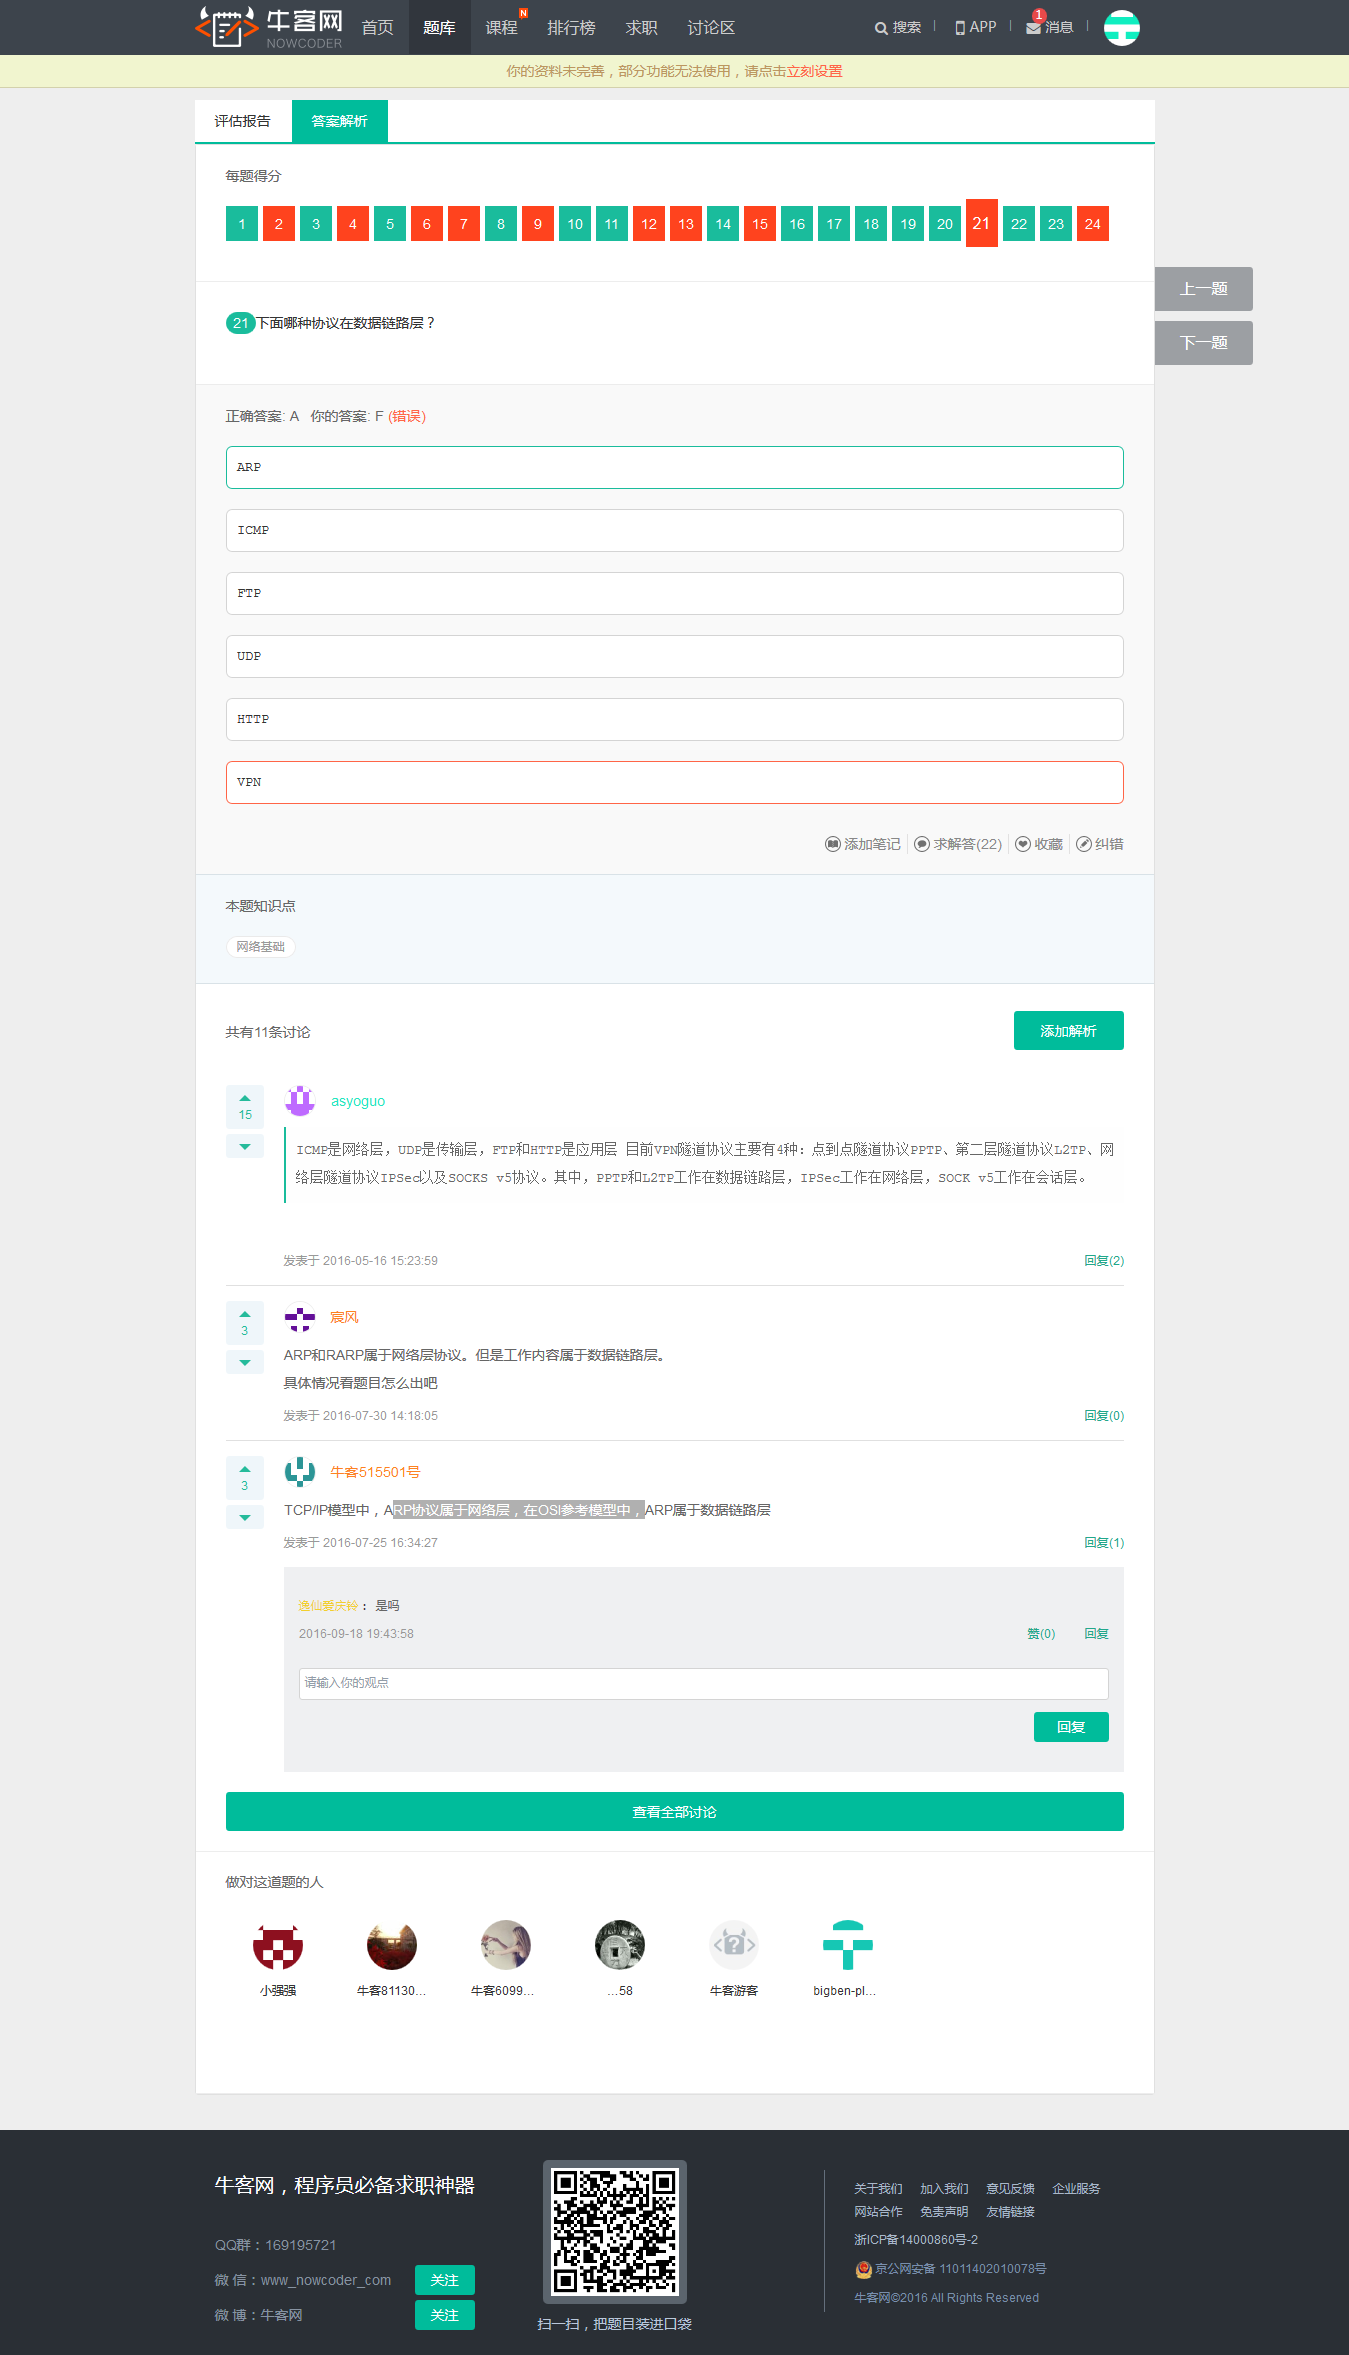 牛客网
NOWCODER
首页 题库 课程 N 排行榜 求职 讨论区 搜索 APP 1 消息
你的资料未完善，部分功能无法使用，请点击立刻设置
评估报告 答案解析
每题得分
1 2 3 4 5 6 7 8 9 10 11 12 13 14 15 16 17 18 19 20 21 22 23 24
上一题
下一题
21 下面哪种协议在数据链路层？
正确答案: A 你的答案: F (错误)
ARP
ICMP
FTP
UDP
HTTP
VPN
添加笔记 求解答(22) 收藏 纠错
本题知识点
网络基础
共有11条讨论 添加解析
15
asyoguo
ICMP是网络层，UDP是传输层，FTP和HTTP是应用层 目前VPN隧道协议主要有4种：点到点隧道协议PPTP、第二层隧道协议L2TP、网
络层隧道协议IPSec以及SOCKS v5协议。其中，PPTP和L2TP工作在数据链路层，IPSec工作在网络层，SOCK v5工作在会话层。
发表于 2016-05-16 15:23:59 回复(2)
3
宸风
ARP和RARP属于网络层协议。但是工作内容属于数据链路层。
具体情况看题目怎么出吧
发表于 2016-07-30 14:18:05 回复(0)
3
牛客515501号
TCP/IP模型中，ARP协议属于网络层，在OSI参考模型中，ARP属于数据链路层
发表于 2016-07-25 16:34:27 回复(1)
逸仙爱庆铃： 是吗
2016-09-18 19:43:58 赞(0) 回复
请输入你的观点
回复
查看全部讨论
做对这道题的人
小强强 牛客81130... 牛客6099... ...58 牛客游客 bigben-pl...
牛客网，程序员必备求职神器
QQ群：169195721
微 信：www_nowcoder_com 关注
微 博：牛客网 关注
扫一扫，把题目装进口袋
关于我们 加入我们 意见反馈 企业服务
网站合作 免责声明 友情链接
浙ICP备14000860号-2
京公网安备 11011402010078号
牛客网©2016 All Rights Reserved